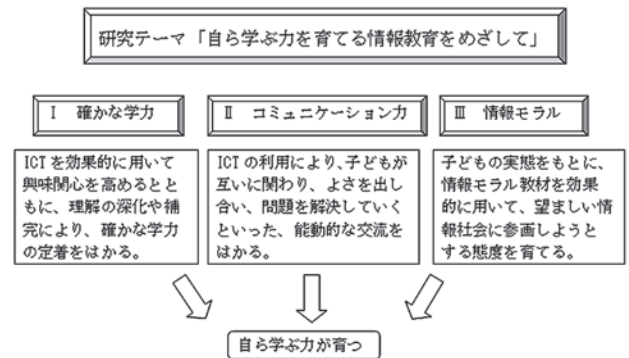 研究テーマ「自ら学ぶ力を育てる情報教育をめざして」
Ⅰ 確かな学力
ICTを効果的に用いて
興味関心を高めるとと
もに、理解の深化や補
完により、確かな学力
の定着をはかる。
Ⅱ コミュニケーション力
ICTの利用により、子どもが
互いに関わり、よさを出し
合い、問題を解決していく
といった、能動的な交流を
はかる。
Ⅲ 情報モラル
子どもの実態をもとに、
情報モラル教材を効果
的に用いて、望ましい情
報社会に参画しようと
する態度を育てる。
自ら学ぶ力が育つ